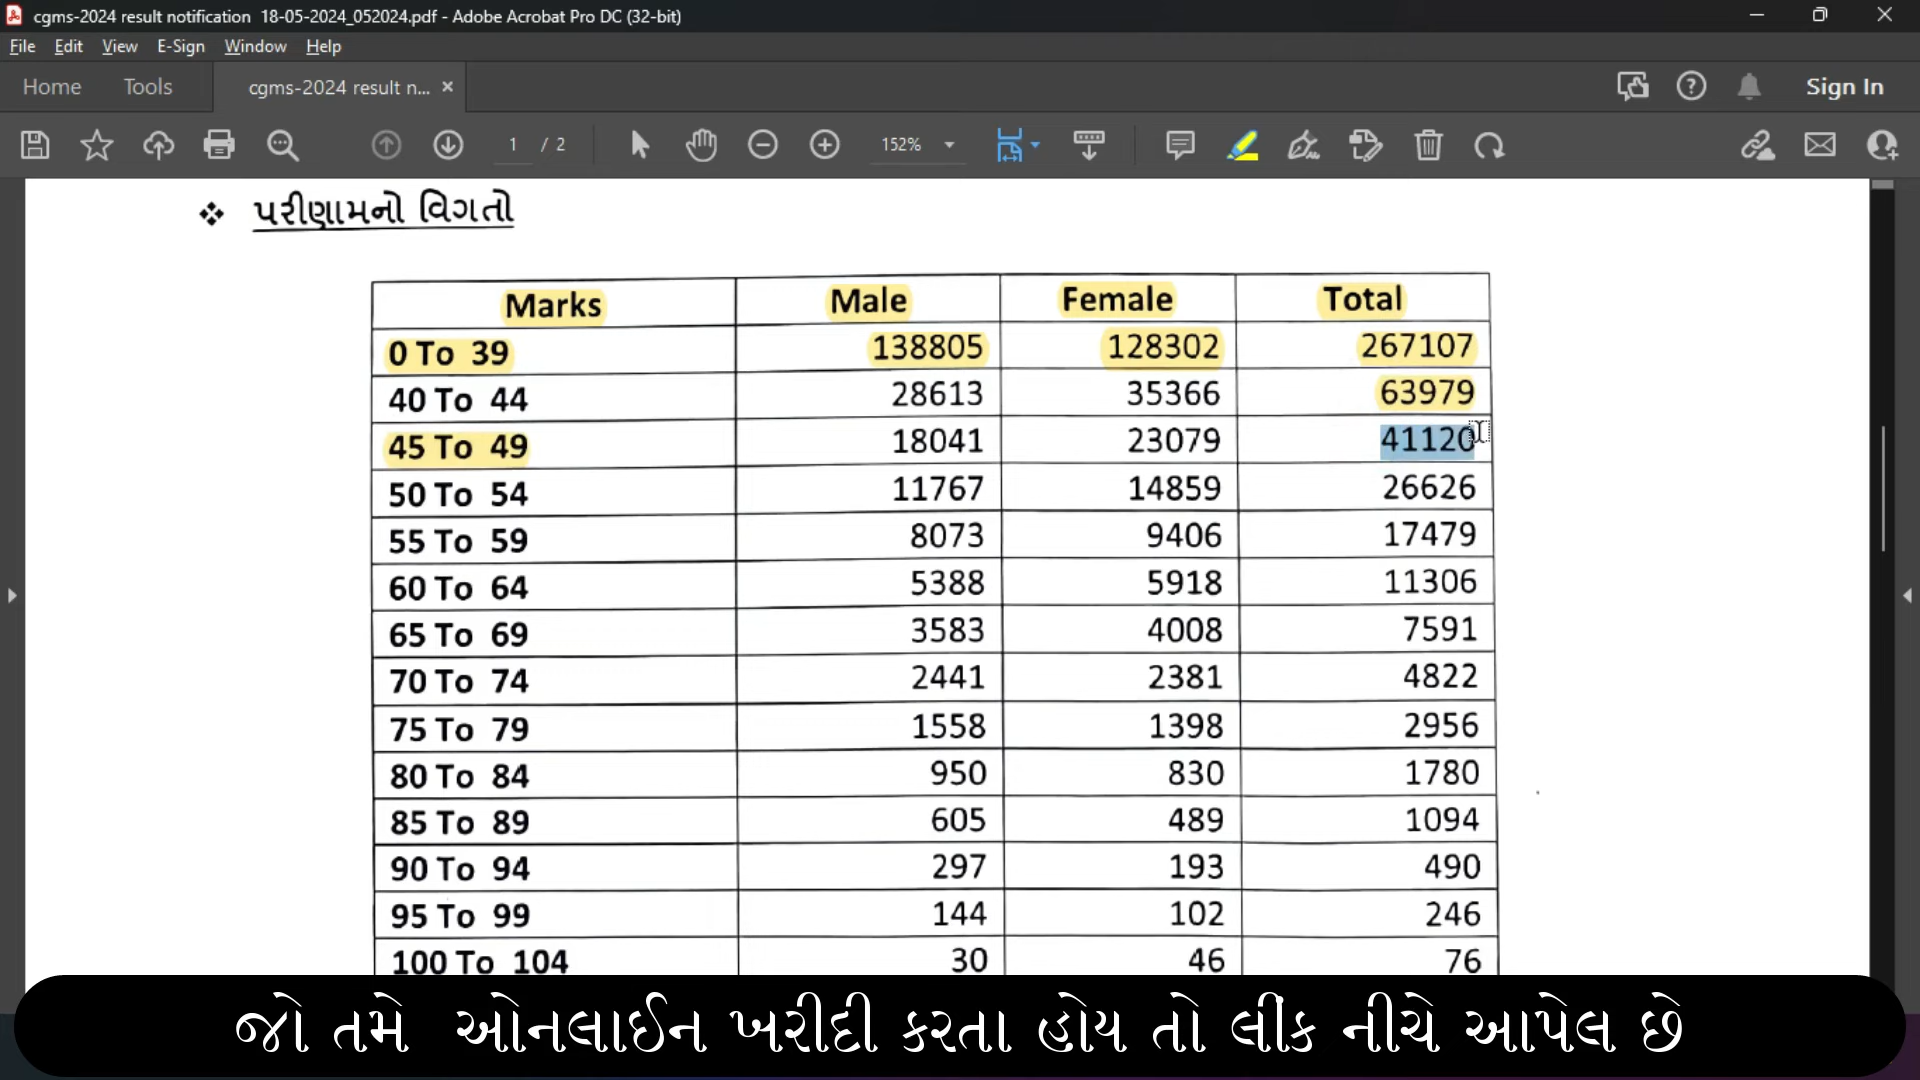 cgms-2024 result notification 18-05-2024_052024.pdf - Adobe Acrobat Pro DC (32-bit)
File Edit View E-Sign Window Help
Home Tools cgms-2024 result n... × Sign In
1 / 2 152%
❖ પરીણામનો વિગતો
Marks Male Female Total
0 To 39 138805 128302 267107
40 To 44 28613 35366 63979
45 To 49 18041 23079 41120
50 To 54 11767 14859 26626
55 To 59 8073 9406 17479
60 To 64 5388 5918 11306
65 To 69 3583 4008 7591
70 To 74 2441 2381 4822
75 To 79 1558 1398 2956
80 To 84 950 830 1780
85 To 89 605 489 1094
90 To 94 297 193 490
95 To 99 144 102 246
100 To 104 30 46 76
જો તમે ઓનલાઈન ખરીદી કરતા હોય તો લીંક નીચે આપેલ છે